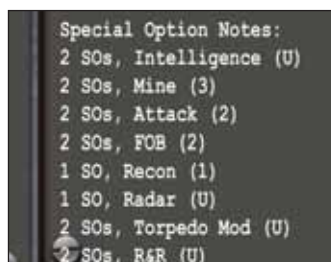 Special Option Notes:
2 SOs, Intelligence (U)
2 SOs, Mine (3)
2 SOs, Attack (2)
2 SOs, FOB (2)
1 SO, Recon (1)
1 SO, Radar (U)
2 SOs, Torpedo Mod (U)
2 SOs, R&R (U)